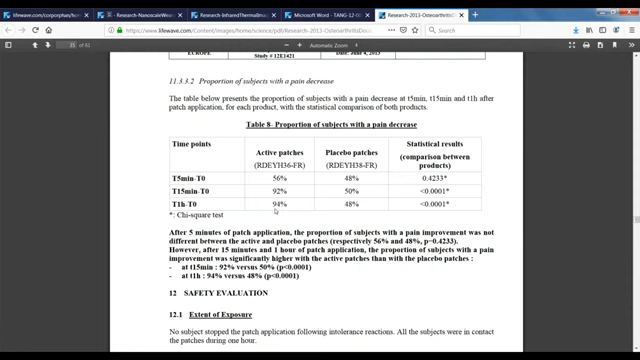 lifewave.com/corporphan/ho
Research-NanoscaleWea
Research-InfraredThermalIma
Microsoft Word - TANG-12-08
Research-2013-OsteoarthritisDou
https://www.lifewave.com/Content/images/home/science/pdf/Research-2013-OsteoarthritisDou
Search
of 61
Automatic Zoom
EUROPE
Study # 12E1421
Date: June 4, 2013
11.3.3.2 Proportion of subjects with a pain decrease
The table below presents the proportion of subjects with a pain decrease at t5min, t15min and t1h after
patch application, for each product, with the statistical comparison of both products.
Table 8- Proportion of subjects with a pain decrease
Time points
Active patches
(RDEYH36-FR)
Placebo patches
(RDEYH38-FR)
Statistical results
(comparison between
products)
T5min-T0 56% 48% 0.4233*
T15min-T0 92% 50% <0.0001*
T1h-T0 94% 48% <0.0001*
*: Chi-square test
After 5 minutes of patch application, the proportion of subjects with a pain improvement was
not different between the active and placebo patches (respectively 56% and 48%, p=0.4233).
However, after 15 minutes and 1 hour of patch application, the proportion of subjects with a pain
improvement was significantly higher with the active patches than with the placebo patches :
- at t15min : 92% versus 50% (p<0.0001)
- at t1h : 94% versus 48% (p<0.0001)
12 SAFETY EVALUATION
12.1 Extent of Exposure
No subject stopped the patch application following intolerance reactions. All the subjects were in contact
the patches during one hour.